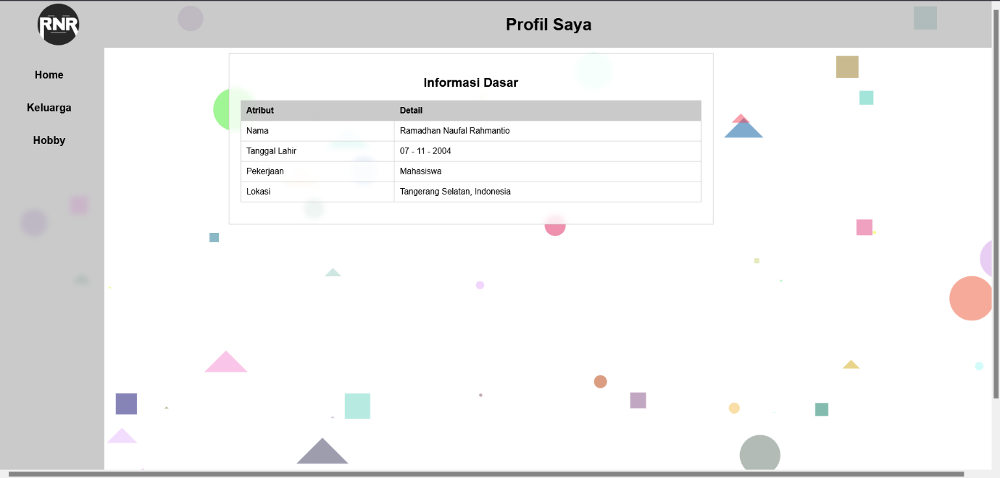 RNR
Profil Saya
Home
Keluarga
Hobby
Informasi Dasar
Atribut Detail
Nama Ramadhan Naufal Rahmantio
Tanggal Lahir 07 - 11 - 2004
Pekerjaan Mahasiswa
Lokasi Tangerang Selatan, Indonesia